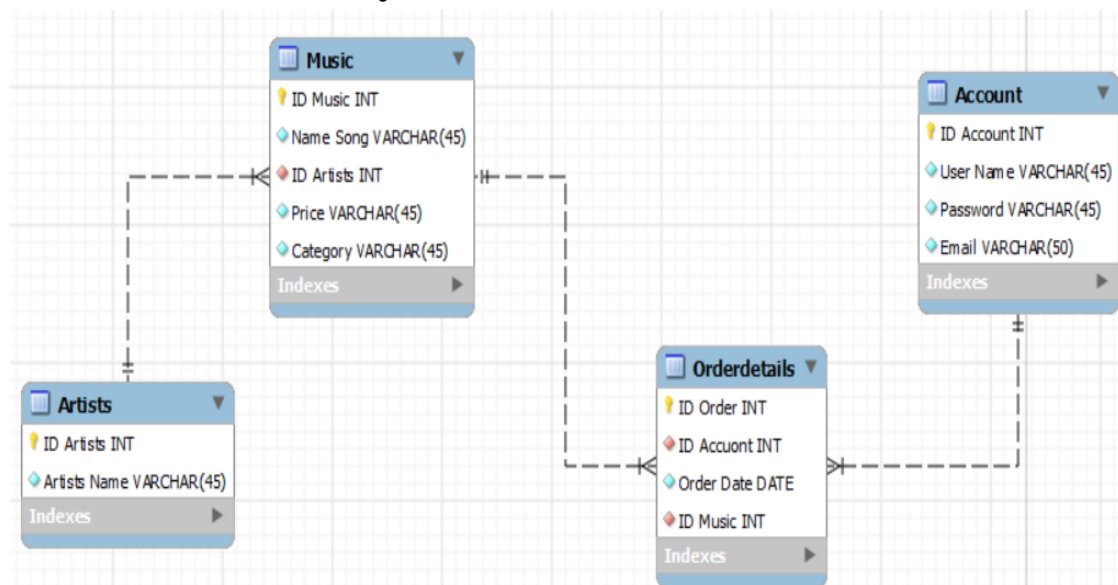 Music
ID Music INT
Name Song VARCHAR(45)
ID Artists INT
Price VARCHAR(45)
Category VARCHAR(45)
Indexes
Account
ID Account INT
User Name VARCHAR(45)
Password VARCHAR(45)
Email VARCHAR(50)
Indexes
Artists
ID Artists INT
Artists Name VARCHAR(45)
Indexes
Orderdetails
ID Order INT
ID Accuont INT
Order Date DATE
ID Music INT
Indexes